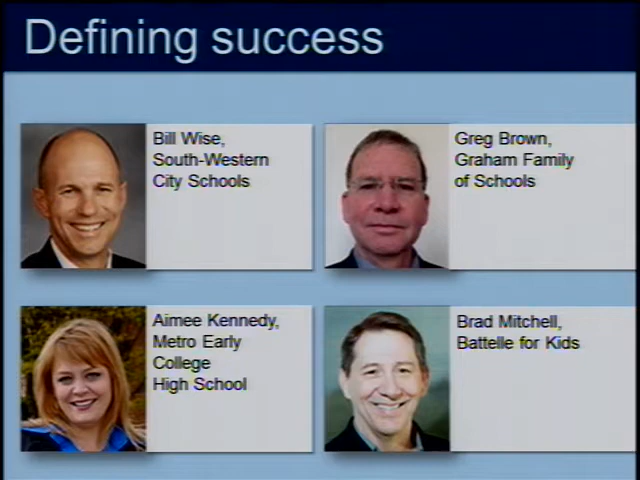 Defining success
Bill Wise,
South-Western
City Schools
Greg Brown,
Graham Family
of Schools
Aimee Kennedy,
Metro Early
College
High School
Brad Mitchell,
Battelle for Kids